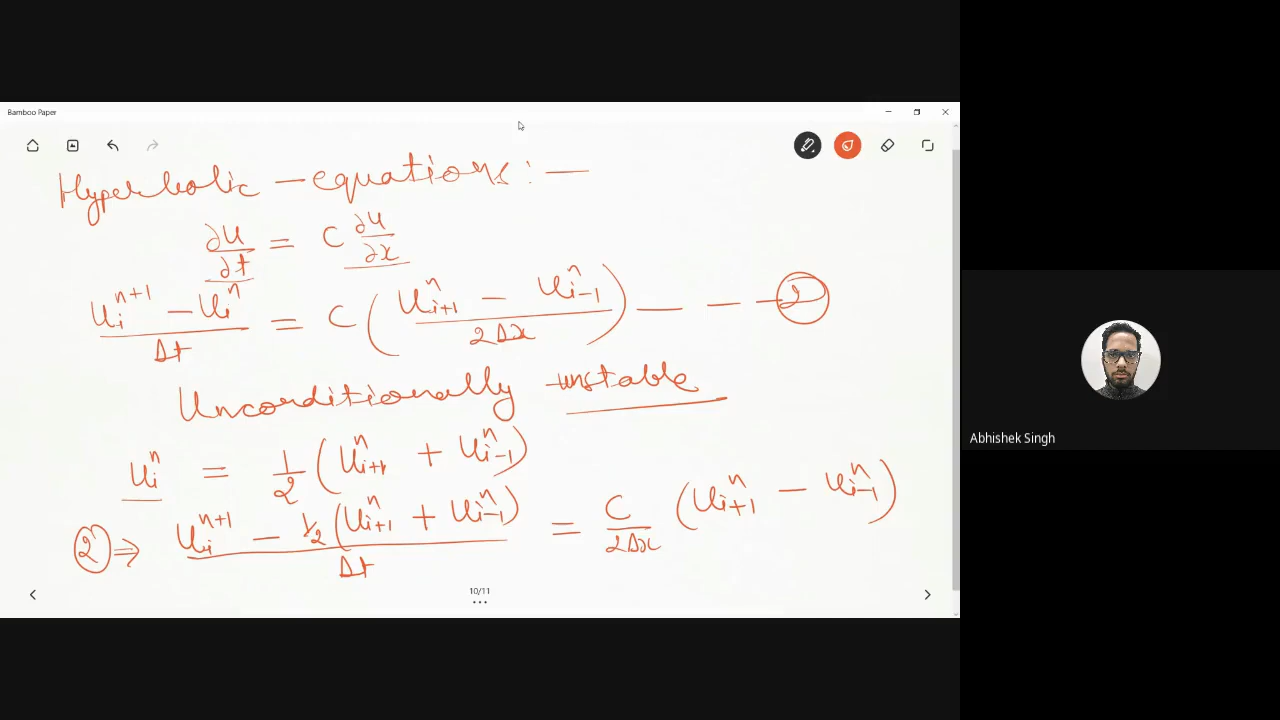 Bamboo Paper
Hyperbolic equations : —
∂u/∂t = C ∂u/∂x
(u_i^{n+1} − u_i^n)/Δt = C ((u_{i+1}^n − u_{i−1}^n)/2Δx) — — — 2
Unconditionally unstable
u_i^n = 1/2 (u_{i+1}^n + u_{i−1}^n)
2 ⇒ (u_i^{n+1} − 1/2 (u_{i+1}^n + u_{i−1}^n))/Δt = C/2Δx (u_{i+1}^n − u_{i−1}^n)
10/11
Abhishek Singh